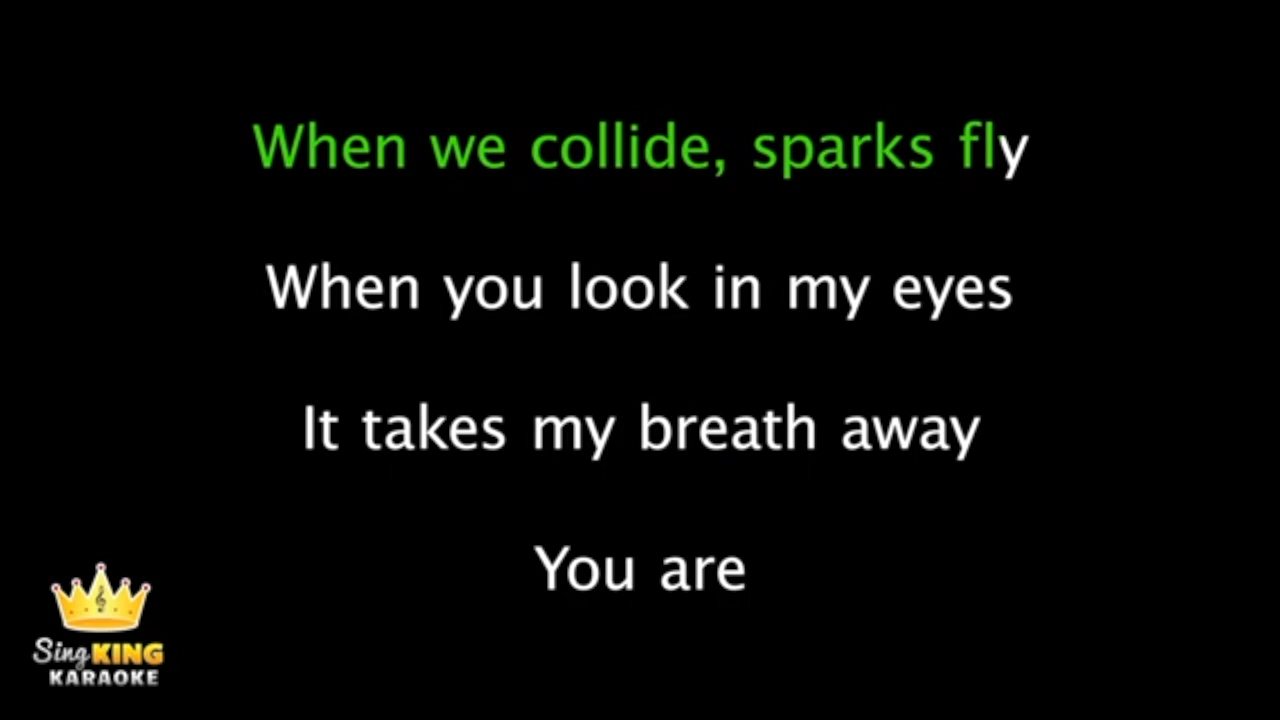 When we collide, sparks fly
When you look in my eyes
It takes my breath away
You are
Sing KING
KARAOKE